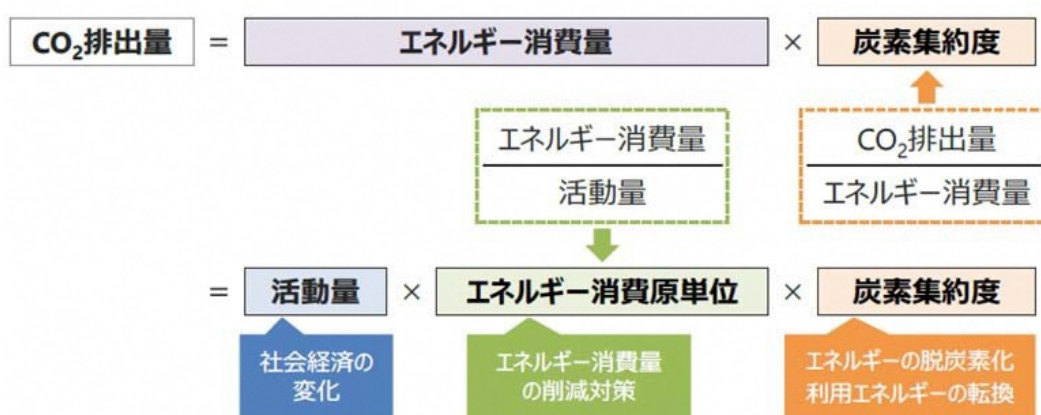 CO₂排出量 = エネルギー消費量 × 炭素集約度
エネルギー消費量
活動量
CO₂排出量
エネルギー消費量
= 活動量 × エネルギー消費原単位 × 炭素集約度
社会経済の
変化
エネルギー消費量
の削減対策
エネルギーの脱炭素化
利用エネルギーの転換